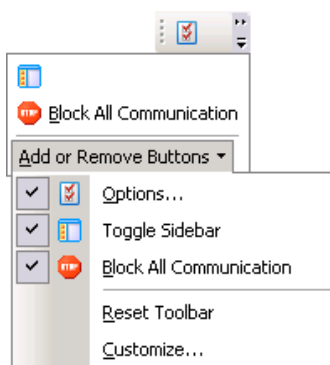 Block All Communication
Add or Remove Buttons
Options...
Toggle Sidebar
Block All Communication
Reset Toolbar
Customize...